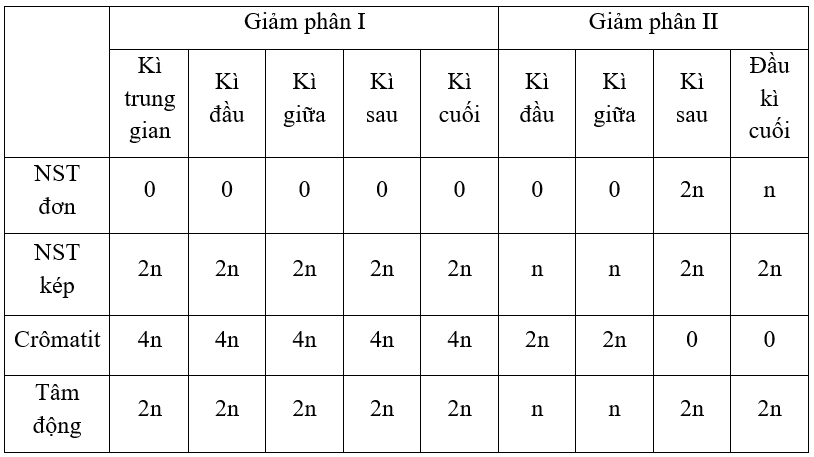 Giảm phân I Giảm phân II
Kì trung gian Kì đầu Kì giữa Kì sau Kì cuối Kì đầu Kì giữa Kì sau Đầu kì cuối
NST đơn 0 0 0 0 0 0 0 2n n
NST kép 2n 2n 2n 2n 2n n n 2n 2n
Crômatit 4n 4n 4n 4n 4n 2n 2n 0 0
Tâm động 2n 2n 2n 2n 2n n n 2n 2n